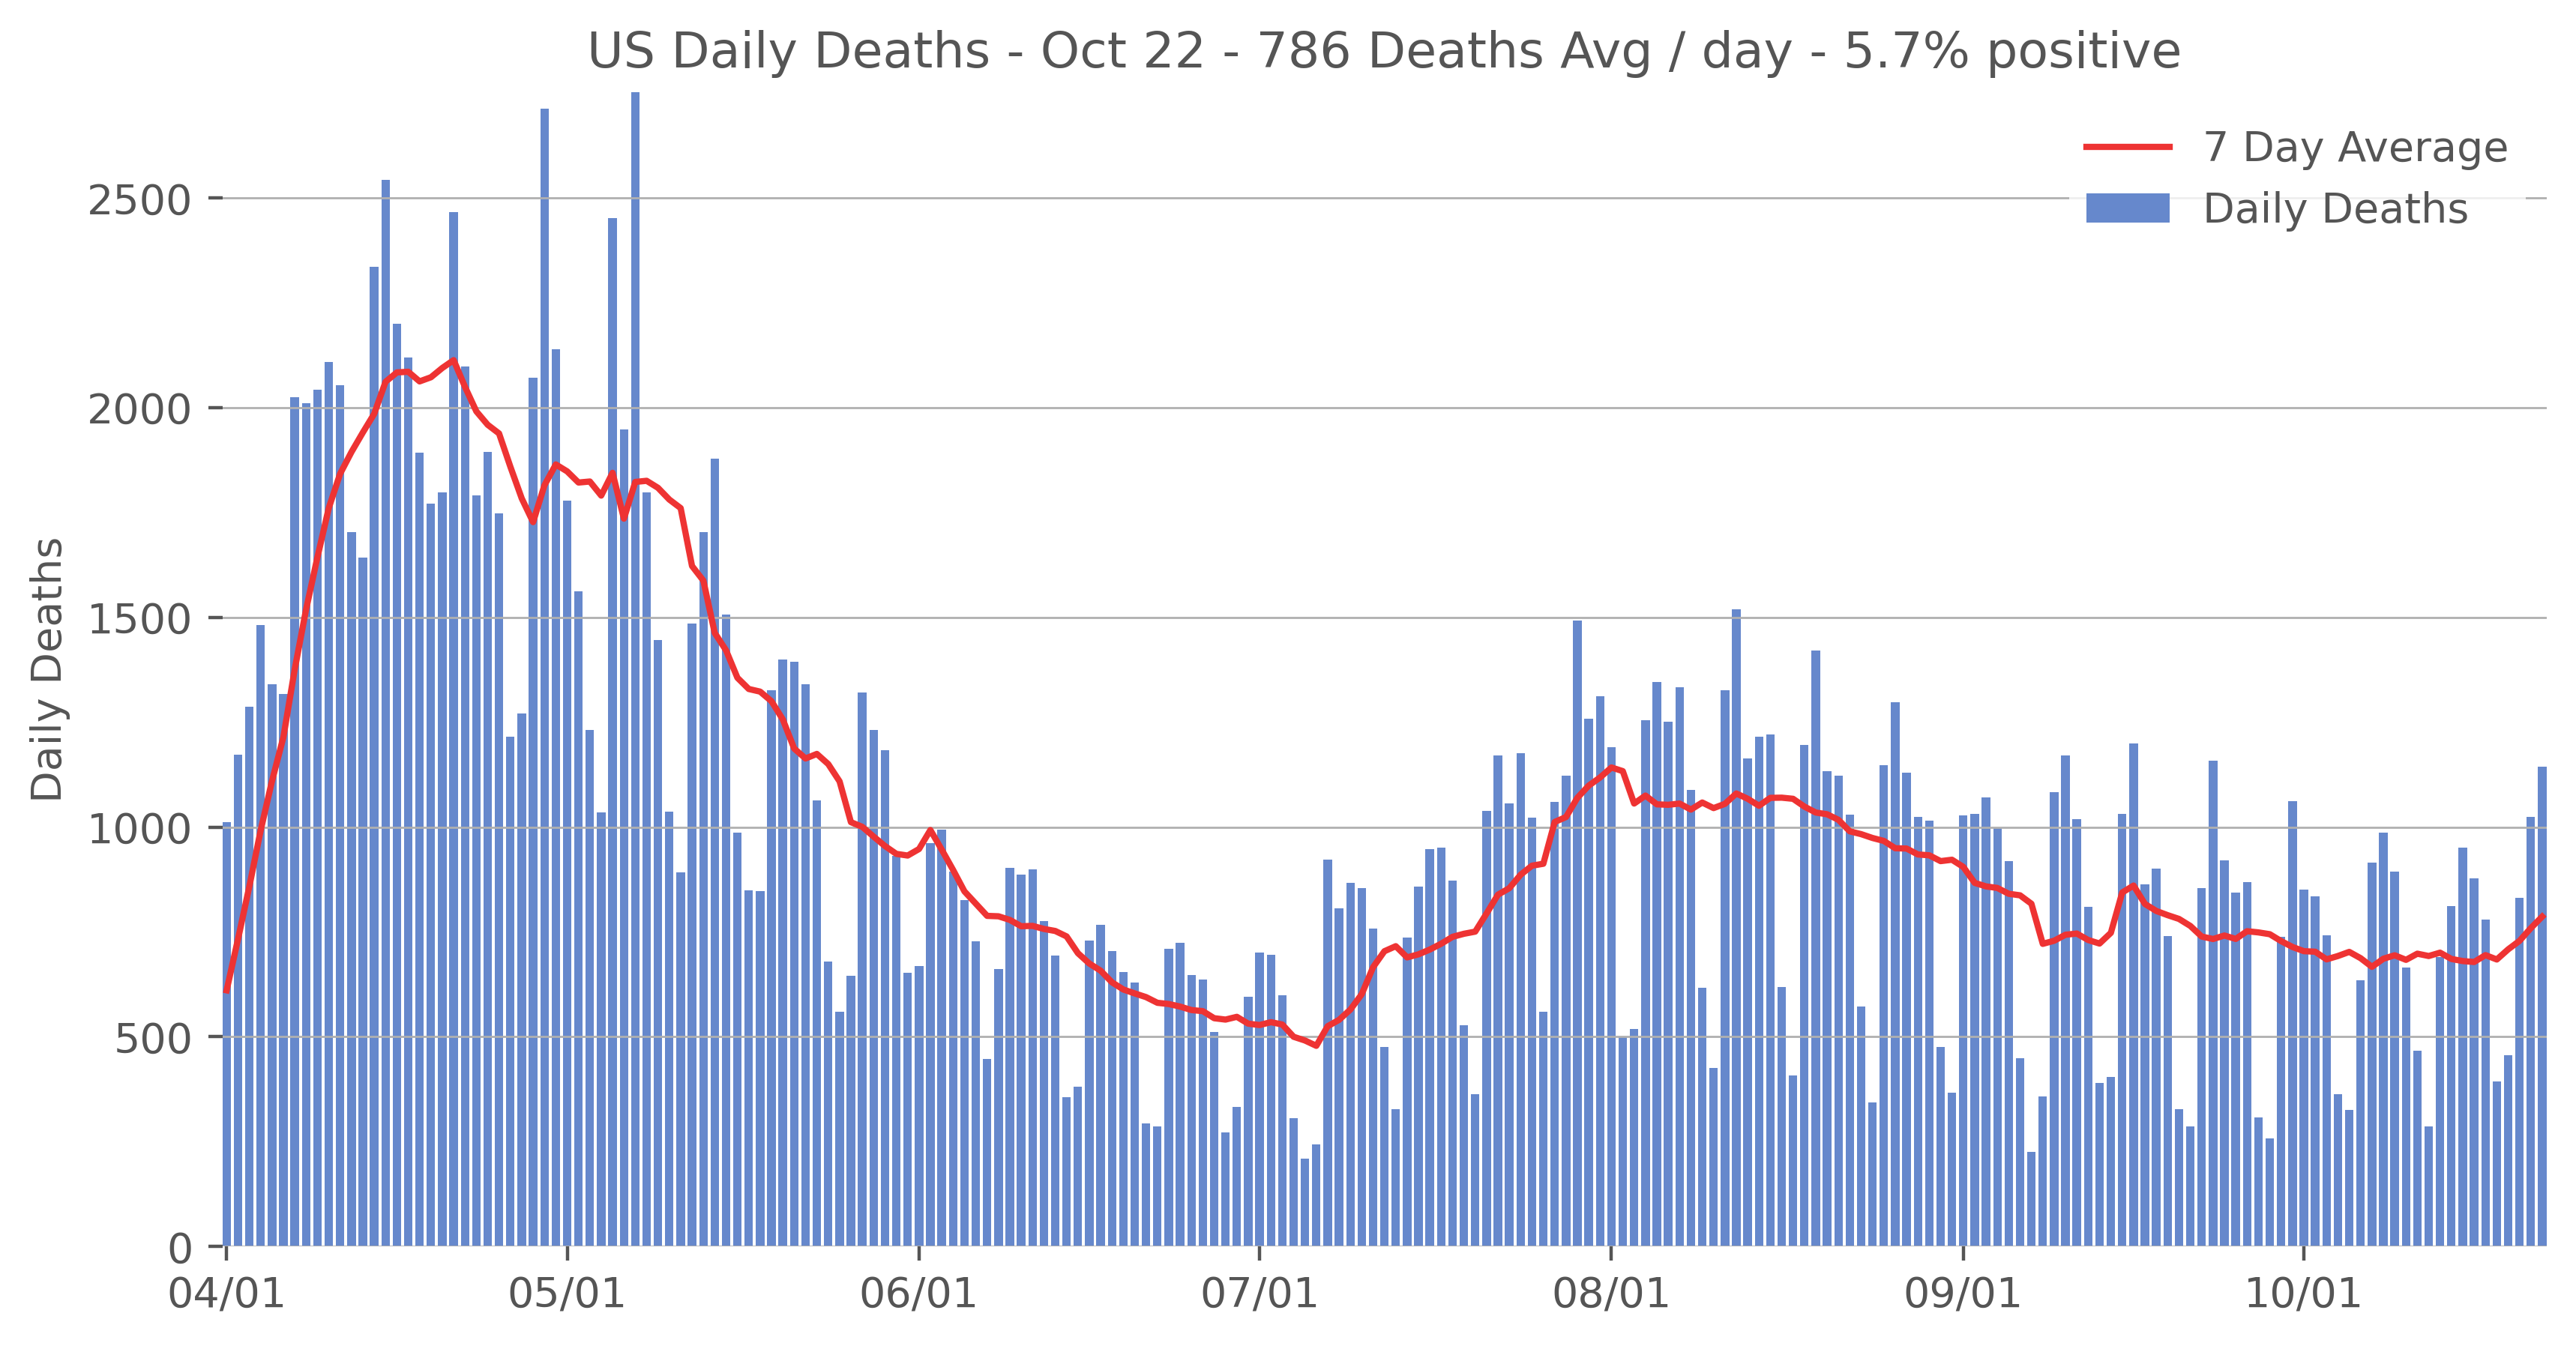 US Daily Deaths - Oct 22 - 786 Deaths Avg / day - 5.7% positive
7 Day Average
Daily Deaths
Daily Deaths
2500
2000
1500
1000
500
0
04/01 05/01 06/01 07/01 08/01 09/01 10/01